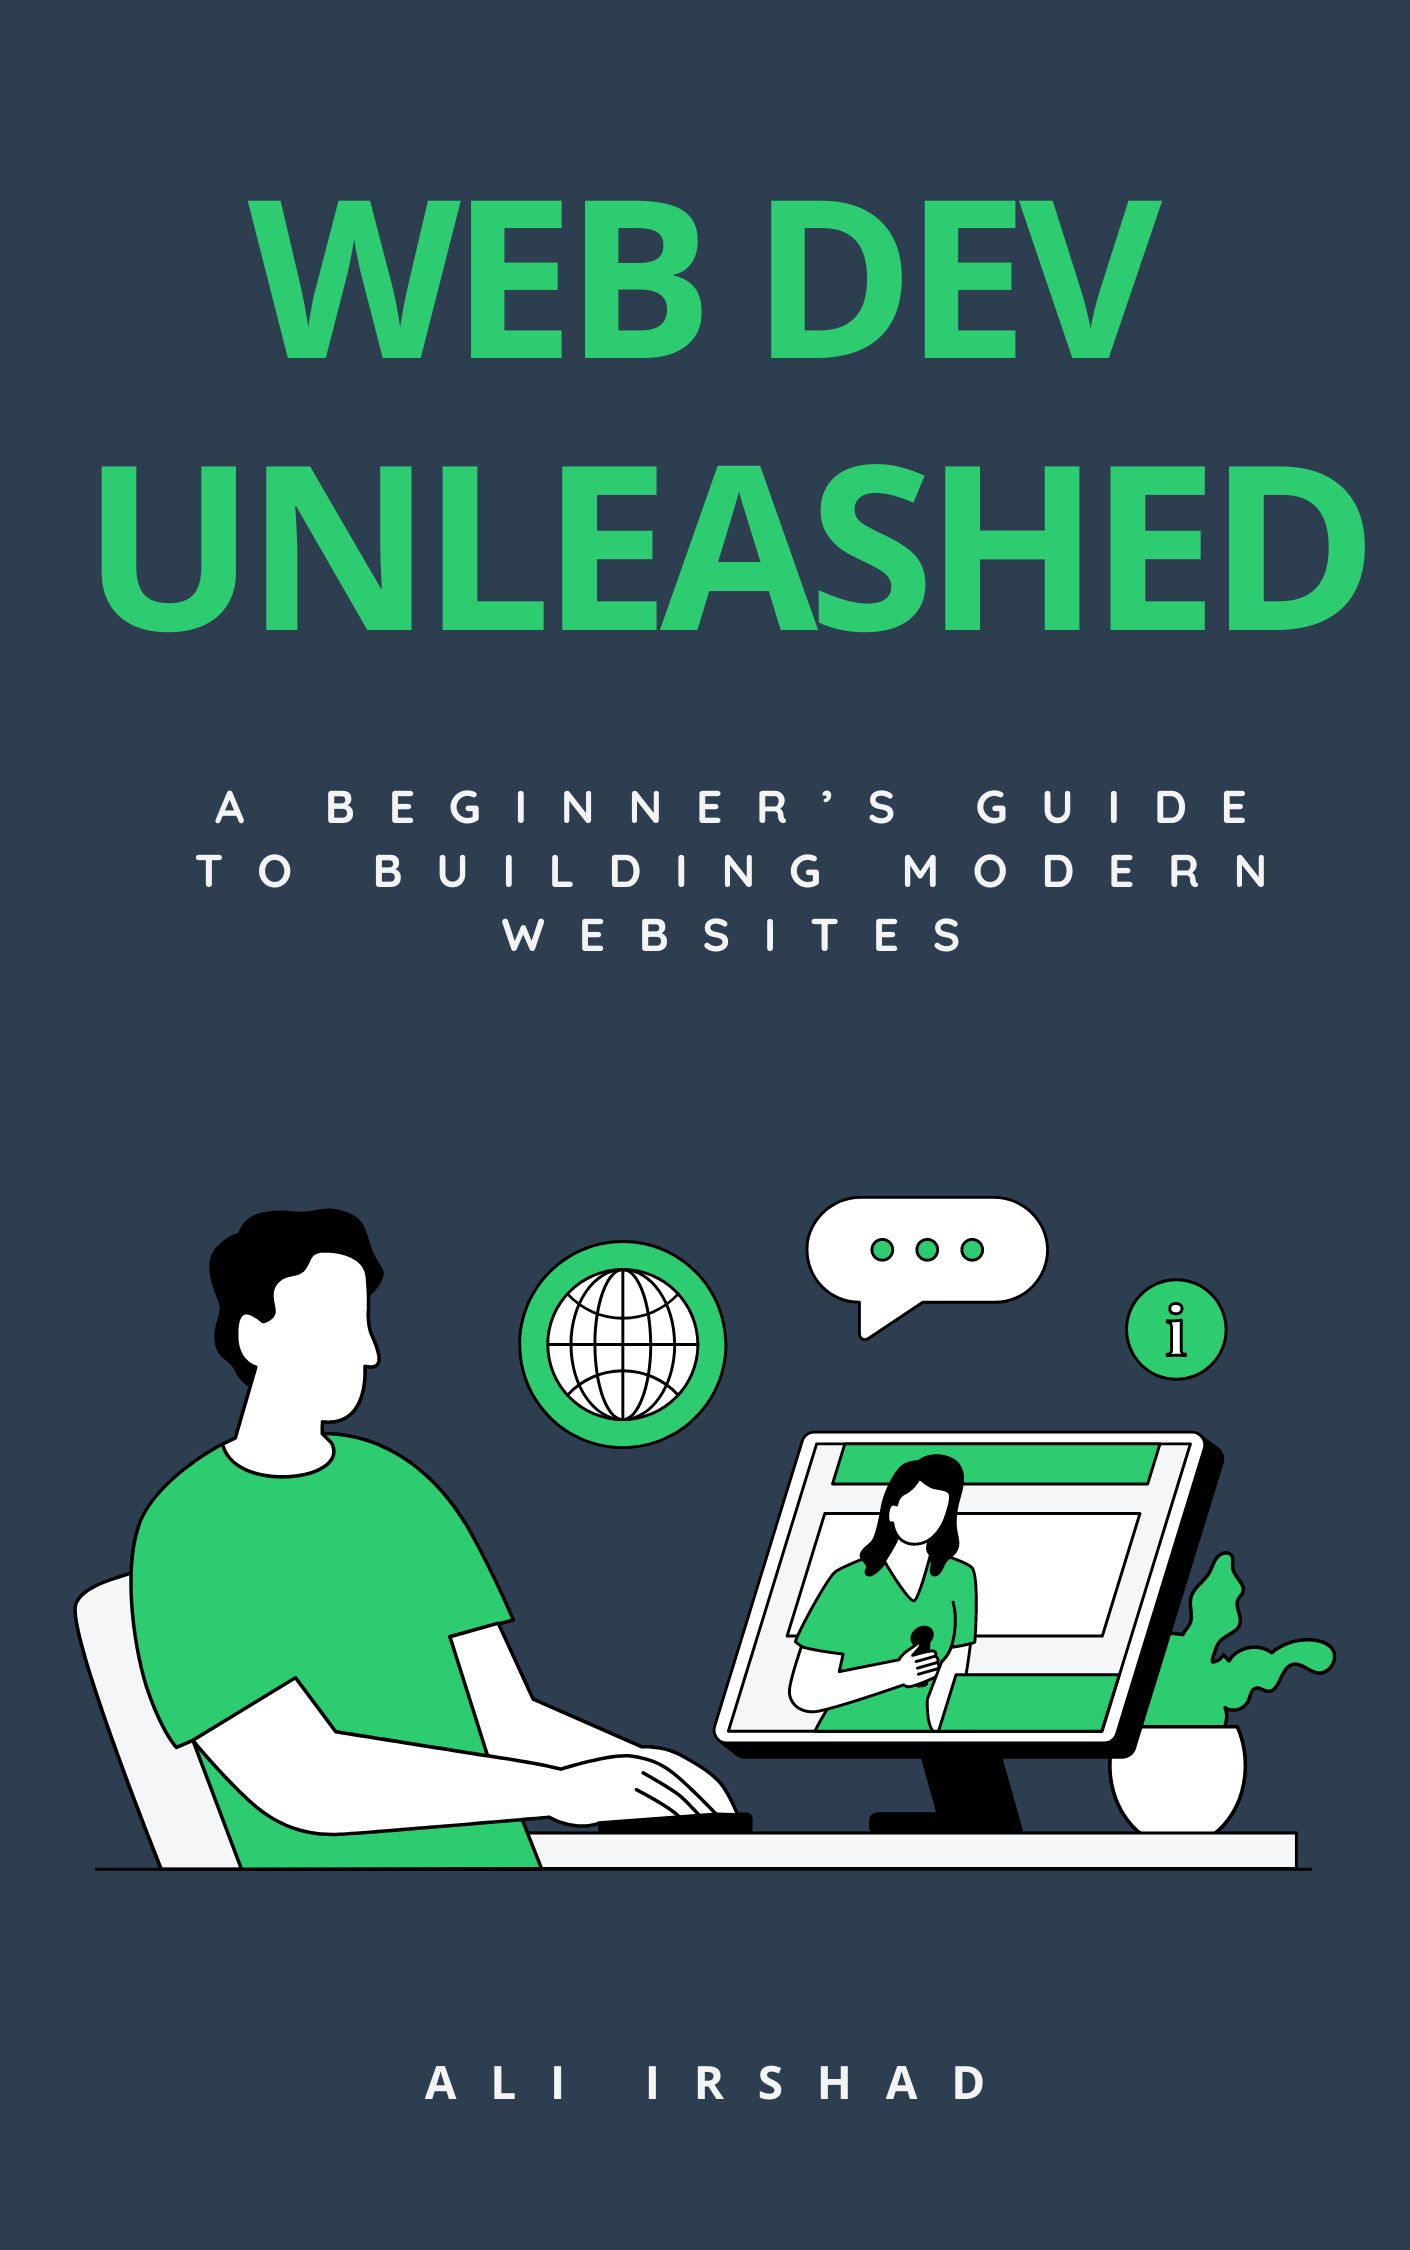 WEB DEV
UNLEASHED
A BEGINNER’S GUIDE
TO BUILDING MODERN
WEBSITES
i
ALI IRSHAD